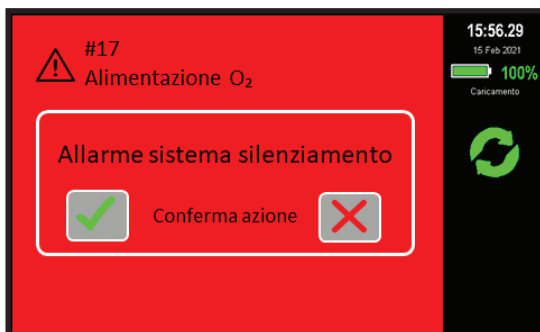 #17
Alimentazione O₂
Allarme sistema silenziamento
Conferma azione
15:56.29
15 Feb 2021
100%
Caricamento